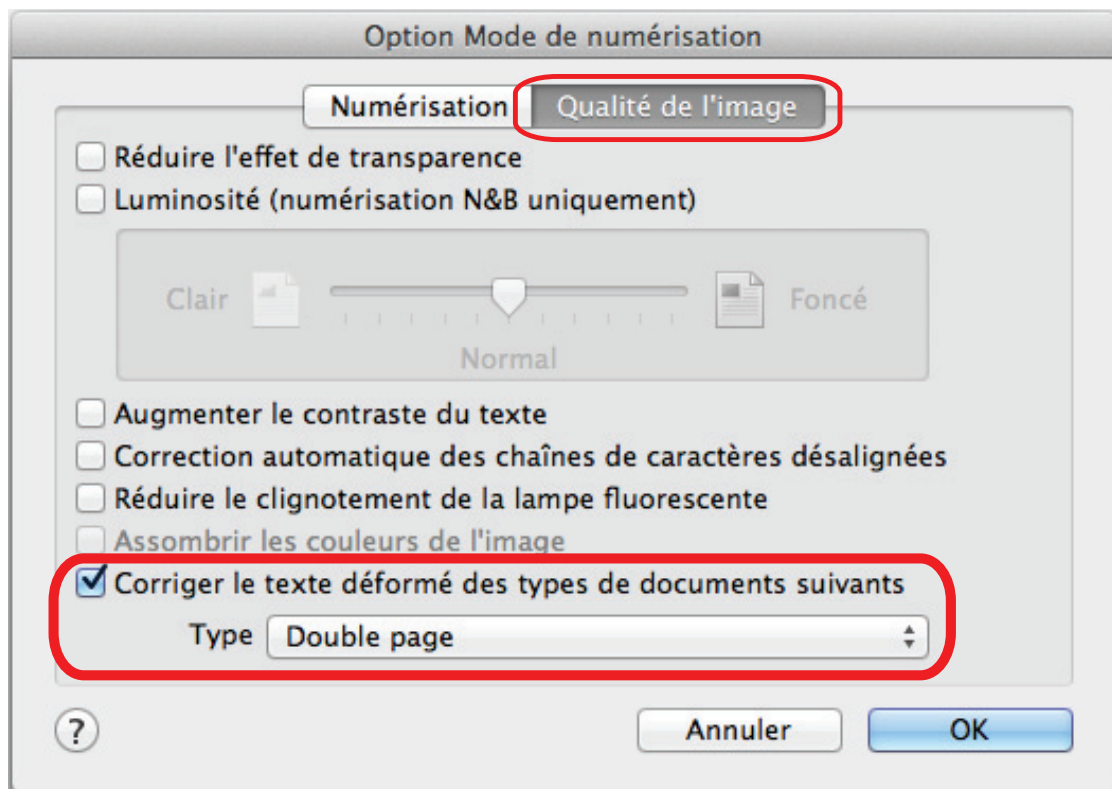 Option Mode de numérisation
Numérisation Qualité de l'image
Réduire l'effet de transparence
Luminosité (numérisation N&B uniquement)
Clair Foncé
Normal
Augmenter le contraste du texte
Correction automatique des chaînes de caractères désalignées
Réduire le clignotement de la lampe fluorescente
Assombrir les couleurs de l'image
Corriger le texte déformé des types de documents suivants
Type Double page
? Annuler OK